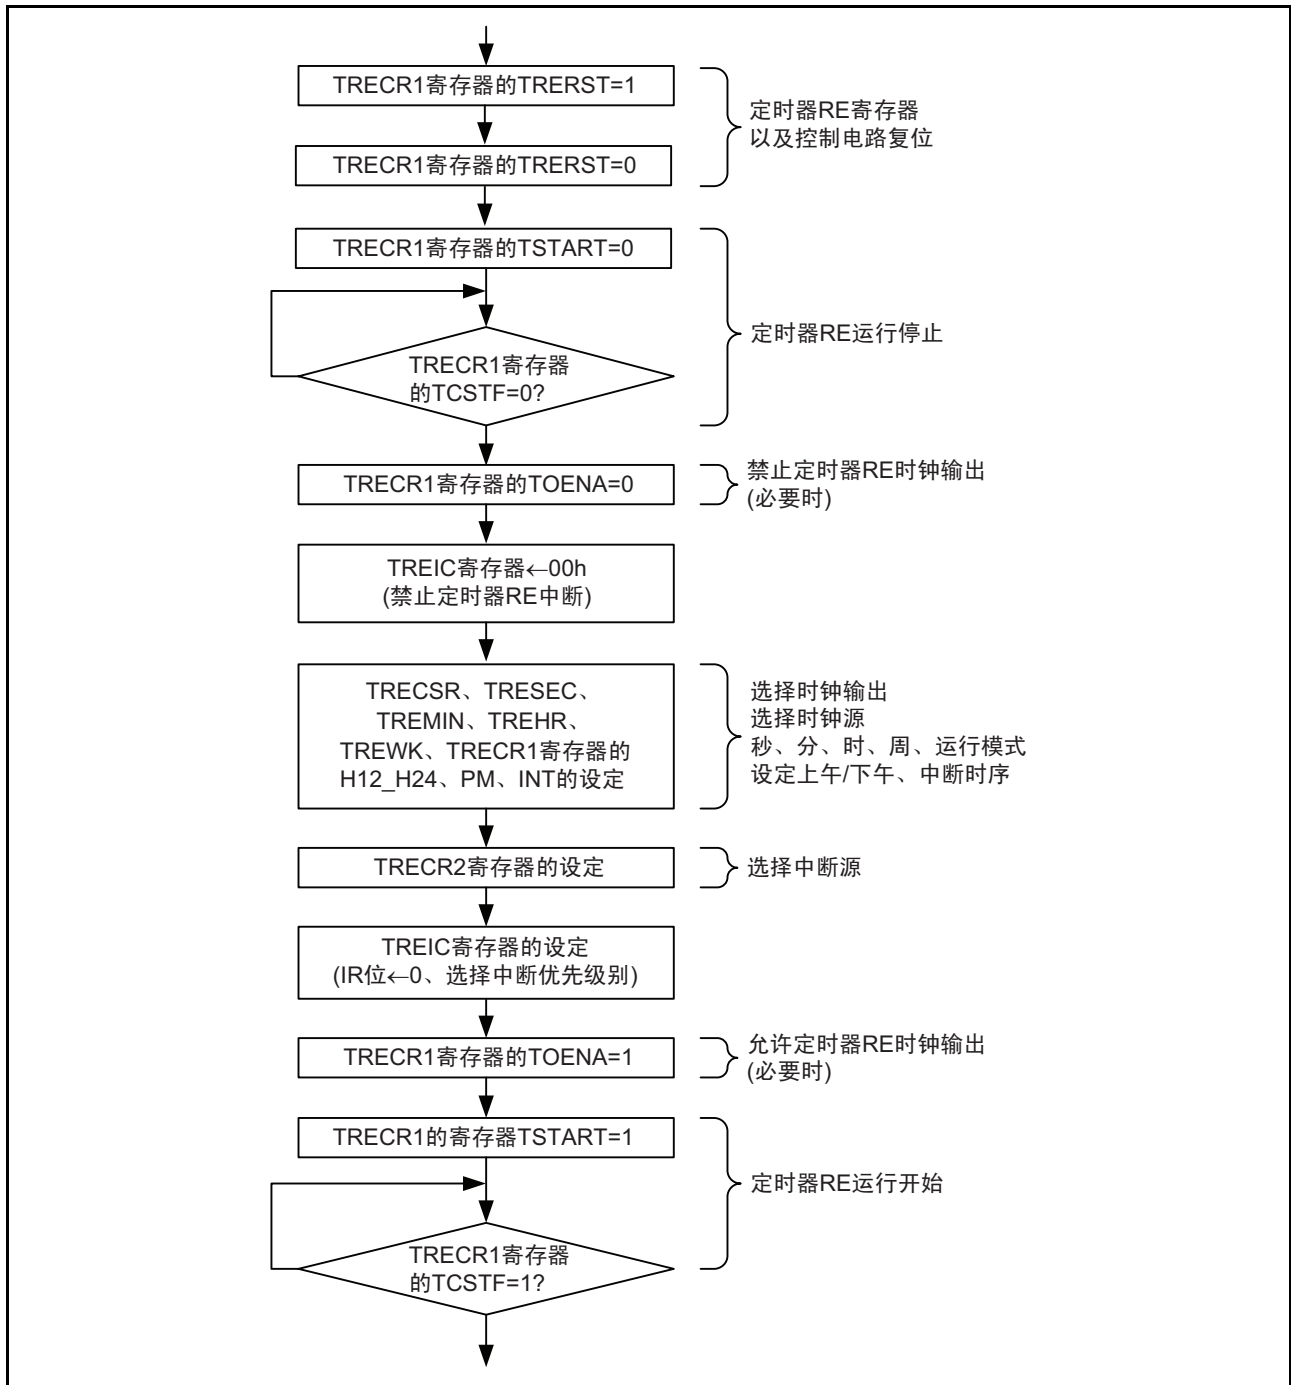 TRECR1寄存器的TRERST=1
定时器RE寄存器
以及控制电路复位
TRECR1寄存器的TRERST=0
TRECR1寄存器的TSTART=0
定时器RE运行停止
TRECR1寄存器
的TCSTF=0?
TRECR1寄存器的TOENA=0
禁止定时器RE时钟输出
(必要时)
TREIC寄存器←00h
(禁止定时器RE中断)
TRECSR、TRESEC、
TREMIN、TREHR、
TREWK、TRECR1寄存器的
H12_H24、PM、INT的设定
选择时钟输出
选择时钟源
秒、分、时、周、运行模式
设定上午/下午、中断时序
TRECR2寄存器的设定
选择中断源
TREIC寄存器的设定
(IR位←0、选择中断优先级别)
TRECR1寄存器的TOENA=1
允许定时器RE时钟输出
(必要时)
TRECR1的寄存器TSTART=1
定时器RE运行开始
TRECR1寄存器
的TCSTF=1?